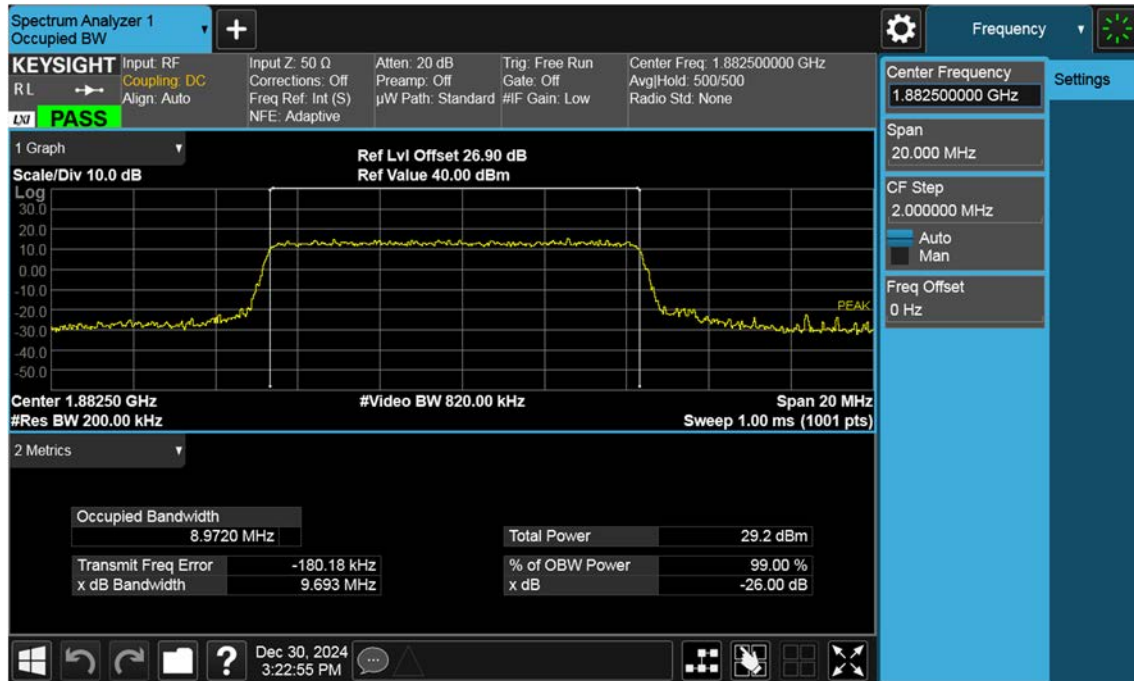 Spectrum Analyzer 1
Occupied BW
+
Frequency
KEYSIGHT
R L
LXI
PASS
Input: RF
Coupling: DC
Align: Auto
Input Z: 50 Ω
Corrections: Off
Freq Ref: Int (S)
NFE: Adaptive
Atten: 20 dB
Preamp: Off
µW Path: Standard
Trig: Free Run
Gate: Off
#IF Gain: Low
Center Freq: 1.882500000 GHz
Avg|Hold: 500/500
Radio Std: None
Center Frequency
1.882500000 GHz
Settings
Span
20.000 MHz
CF Step
2.000000 MHz
Auto
Man
Freq Offset
0 Hz
1 Graph
Scale/Div 10.0 dB
Ref Lvl Offset 26.90 dB
Ref Value 40.00 dBm
Log
30.0
20.0
10.0
0.00
-10.0
-20.0
-30.0
-40.0
-50.0
PEAK
Center 1.88250 GHz
#Res BW 200.00 kHz
#Video BW 820.00 kHz
Span 20 MHz
Sweep 1.00 ms (1001 pts)
2 Metrics
Occupied Bandwidth
8.9720 MHz
Transmit Freq Error -180.18 kHz
x dB Bandwidth 9.693 MHz
Total Power 29.2 dBm
% of OBW Power 99.00 %
x dB -26.00 dB
?
Dec 30, 2024
3:22:55 PM